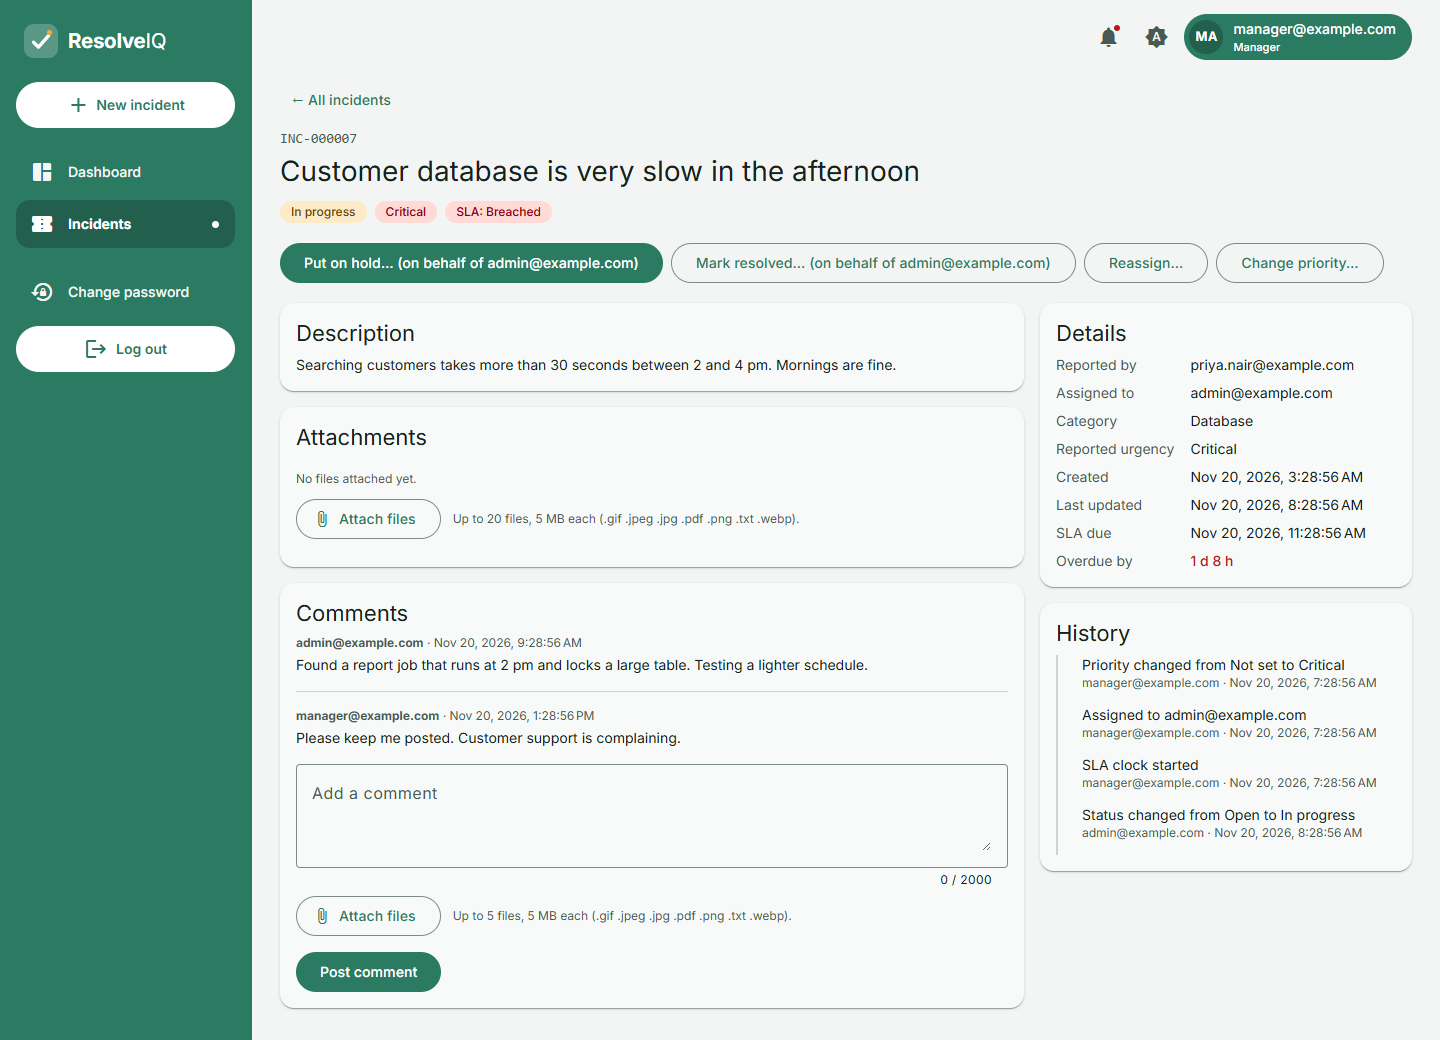 ResolveIQ
New incident
Dashboard
Incidents
Change password
Log out
A
MA
manager@example.com
Manager
← All incidents
INC-000007
Customer database is very slow in the afternoon
In progress
Critical
SLA: Breached
Put on hold... (on behalf of admin@example.com)
Mark resolved... (on behalf of admin@example.com)
Reassign...
Change priority...
Description
Searching customers takes more than 30 seconds between 2 and 4 pm. Mornings are fine.
Attachments
No files attached yet.
Attach files
Up to 20 files, 5 MB each (.gif .jpeg .jpg .pdf .png .txt .webp).
Comments
admin@example.com · Nov 20, 2026, 9:28:56 AM
Found a report job that runs at 2 pm and locks a large table. Testing a lighter schedule.
manager@example.com · Nov 20, 2026, 1:28:56 PM
Please keep me posted. Customer support is complaining.
Add a comment
0 / 2000
Attach files
Up to 5 files, 5 MB each (.gif .jpeg .jpg .pdf .png .txt .webp).
Post comment
Details
Reported by priya.nair@example.com
Assigned to admin@example.com
Category Database
Reported urgency Critical
Created Nov 20, 2026, 3:28:56 AM
Last updated Nov 20, 2026, 8:28:56 AM
SLA due Nov 20, 2026, 11:28:56 AM
Overdue by 1 d 8 h
History
Priority changed from Not set to Critical
manager@example.com · Nov 20, 2026, 7:28:56 AM
Assigned to admin@example.com
manager@example.com · Nov 20, 2026, 7:28:56 AM
SLA clock started
manager@example.com · Nov 20, 2026, 7:28:56 AM
Status changed from Open to In progress
admin@example.com · Nov 20, 2026, 8:28:56 AM